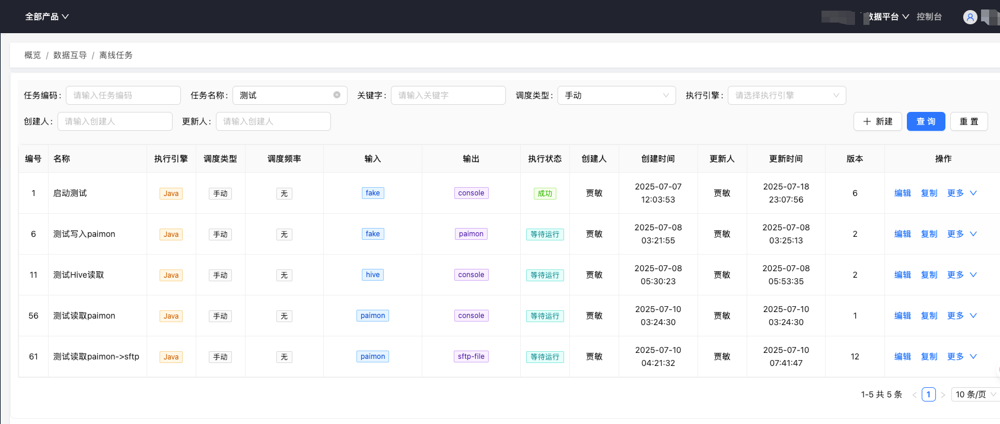 全部产品
数据平台 控制台
概览 / 数据互导 / 离线任务
任务编码: 请输入任务编码 任务名称: 测试 关键字: 请输入关键字 调度类型: 手动 执行引擎: 请选择执行引擎
创建人: 请输入创建人 更新人: 请输入创建人 新建 查询 重置
编号 名称 执行引擎 调度类型 调度频率 输入 输出 执行状态 创建人 创建时间 更新人 更新时间 版本 操作
1 启动测试 Java 手动 无 fake console 成功 贾敏 2025-07-07 12:03:53 贾敏 2025-07-18 23:07:56 6 编辑 复制 更多
6 测试写入paimon Java 手动 无 fake paimon 等待运行 贾敏 2025-07-08 03:21:55 贾敏 2025-07-08 03:25:13 2 编辑 复制 更多
11 测试Hive读取 Java 手动 无 hive console 等待运行 贾敏 2025-07-08 05:30:23 贾敏 2025-07-08 05:53:35 2 编辑 复制 更多
56 测试读取paimon Java 手动 无 paimon console 等待运行 贾敏 2025-07-10 03:24:30 贾敏 2025-07-10 03:24:30 1 编辑 复制 更多
61 测试读取paimon->sftp Java 手动 无 paimon sftp-file 等待运行 贾敏 2025-07-10 04:21:32 贾敏 2025-07-10 07:41:47 12 编辑 复制 更多
1-5 共 5 条 < 1 > 10 条/页